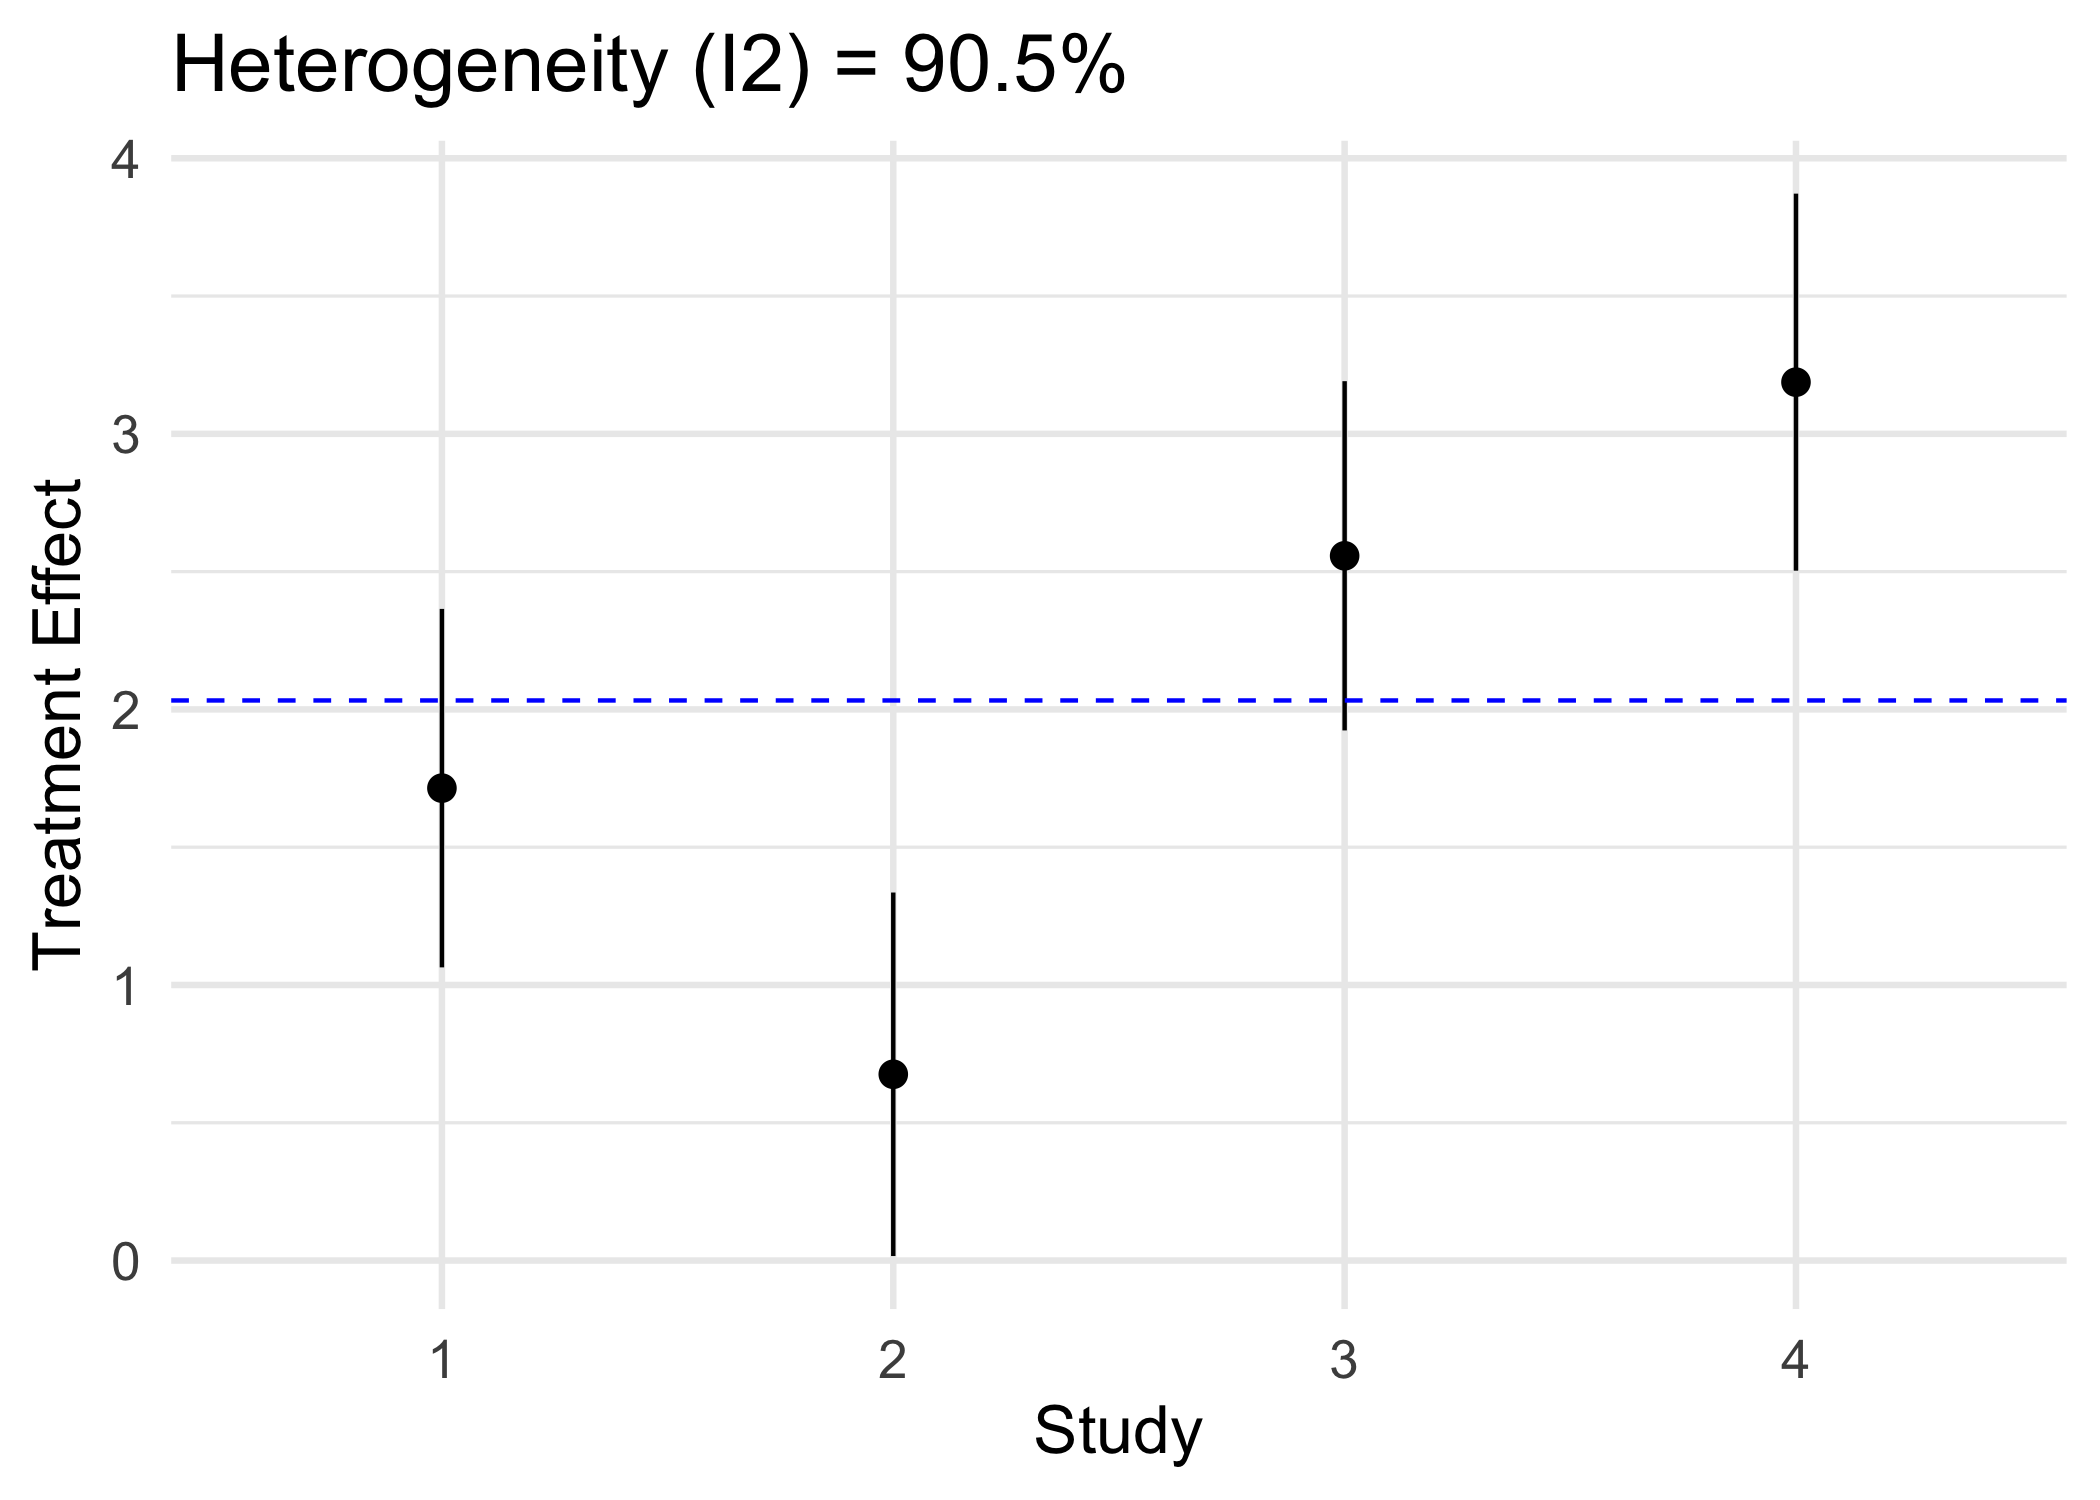 Heterogeneity (I2) = 90.5%
4
3
2
1
0
Treatment Effect
1 2 3 4
Study